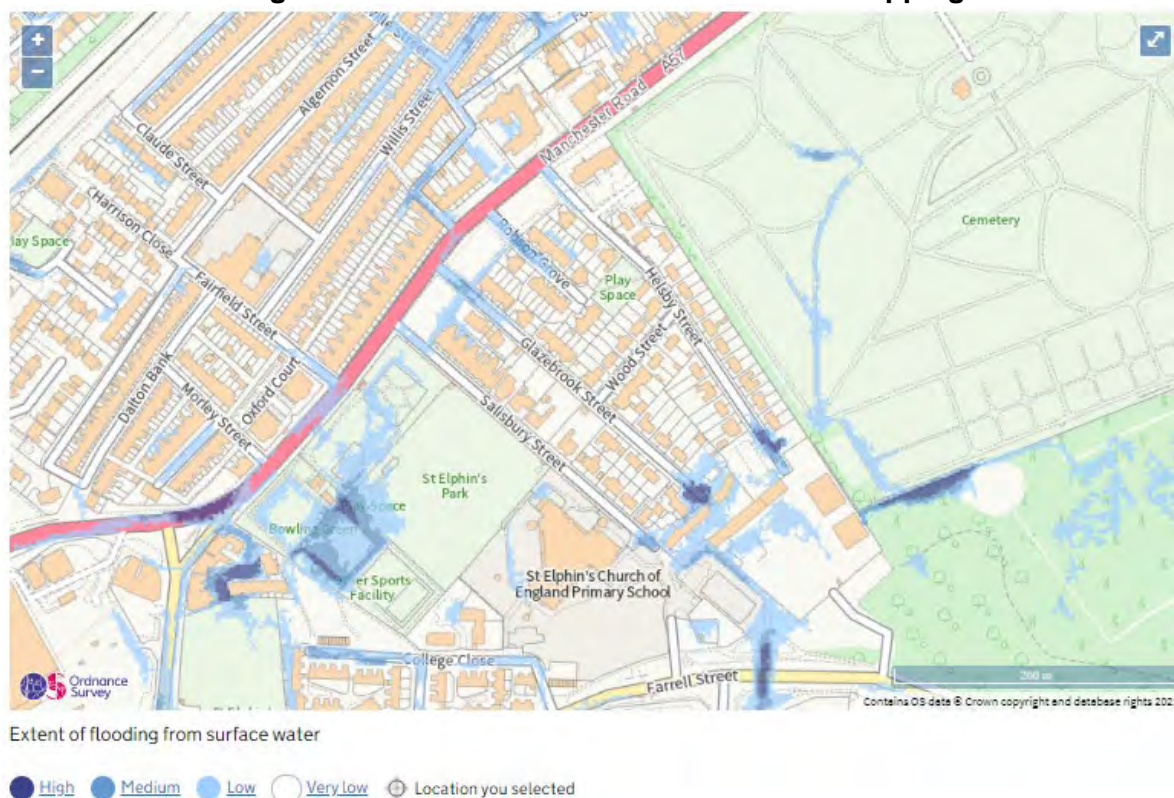 +
−
Algernon Street
Willis Street
Claude Street
Harrison Close
Fairfield Street
Manchester Road A57
Cemetery
lay Space
Robson Grove
Play
Space
Helsby Street
Wood Street
Glazebrook Street
Salisbury Street
Dalton Bank
Morley Street
Oxford Court
St Elphin's
Park
Bowling Green
Space
er Sports
Facility
St Elphin's Church of
England Primary School
College Close
Farrell Street
200 m
Ordnance
Survey
Contains OS data © Crown copyright and database rights 202
Extent of flooding from surface water
High Medium Low Very low Location you selected